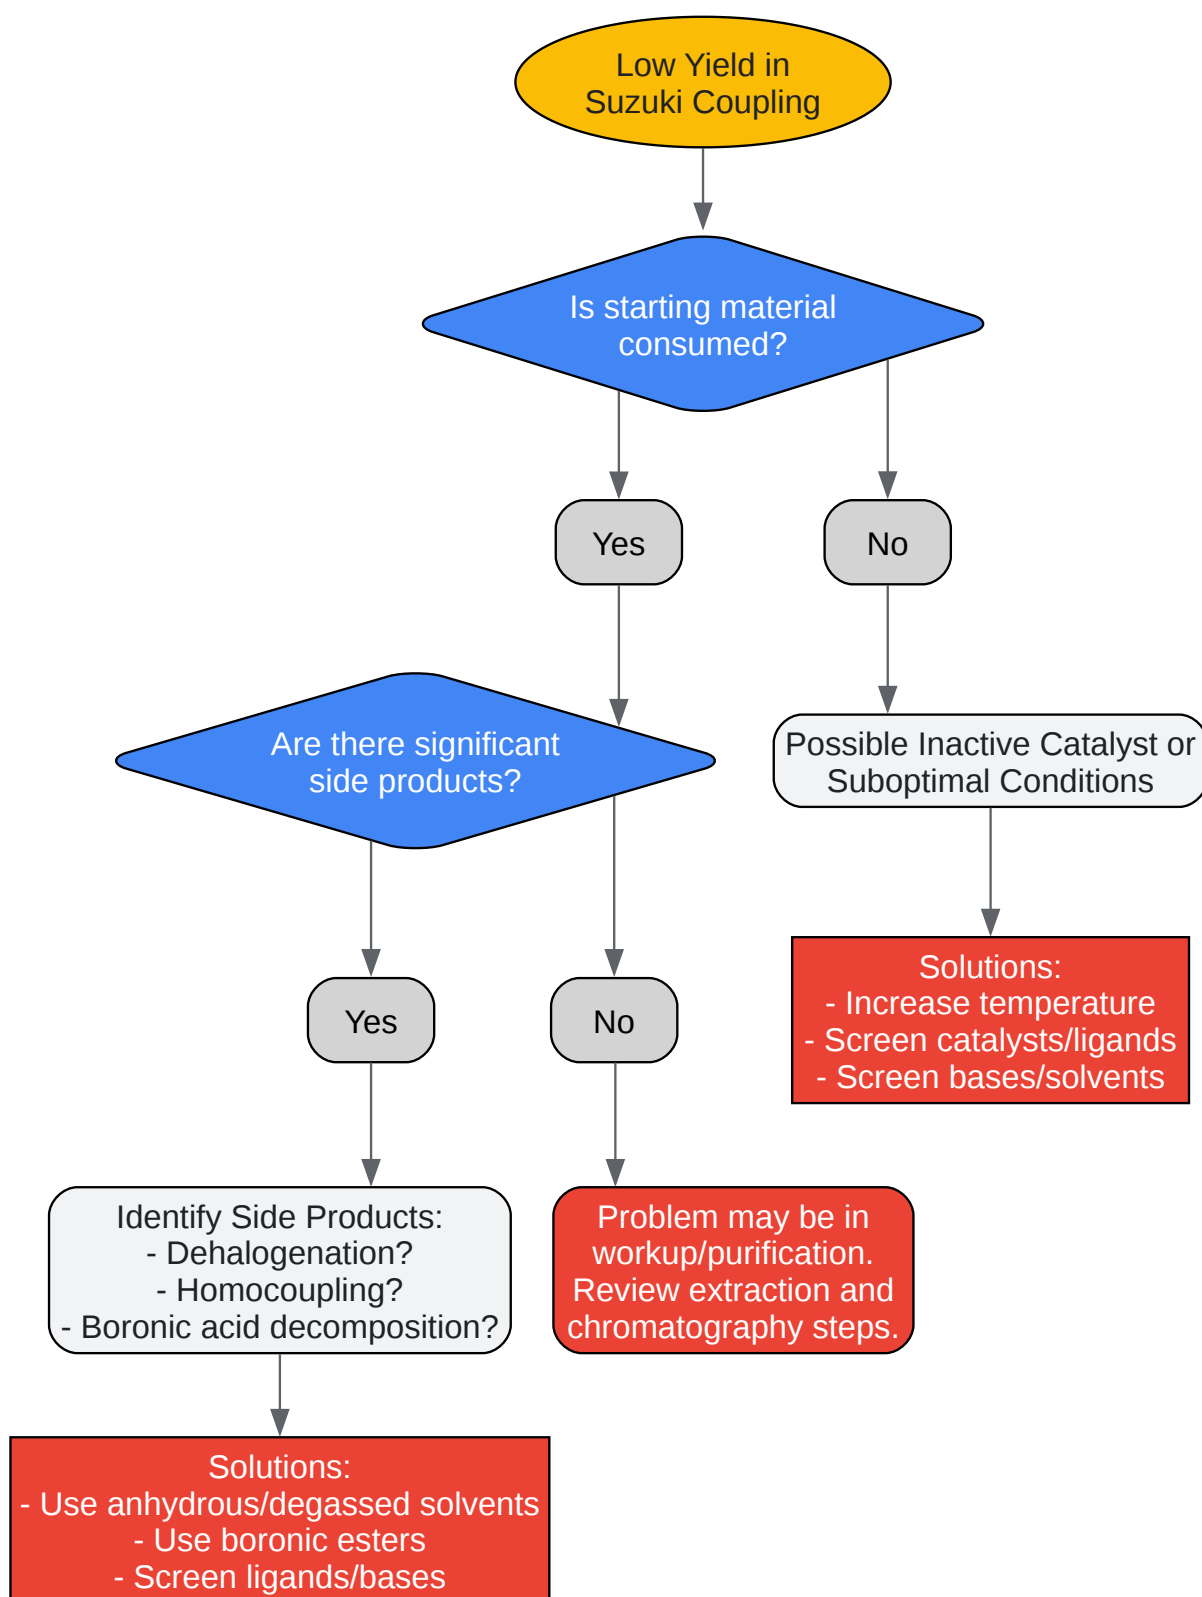 Low Yield in
Suzuki Coupling
Is starting material
consumed?
Yes
No
Are there significant
side products?
Possible Inactive Catalyst or
Suboptimal Conditions
Solutions:
- Increase temperature
- Screen catalysts/ligands
- Screen bases/solvents
Yes
No
Identify Side Products:
- Dehalogenation?
- Homocoupling?
- Boronic acid decomposition?
Problem may be in
workup/purification.
Review extraction and
chromatography steps.
Solutions:
- Use anhydrous/degassed solvents
- Use boronic esters
- Screen ligands/bases